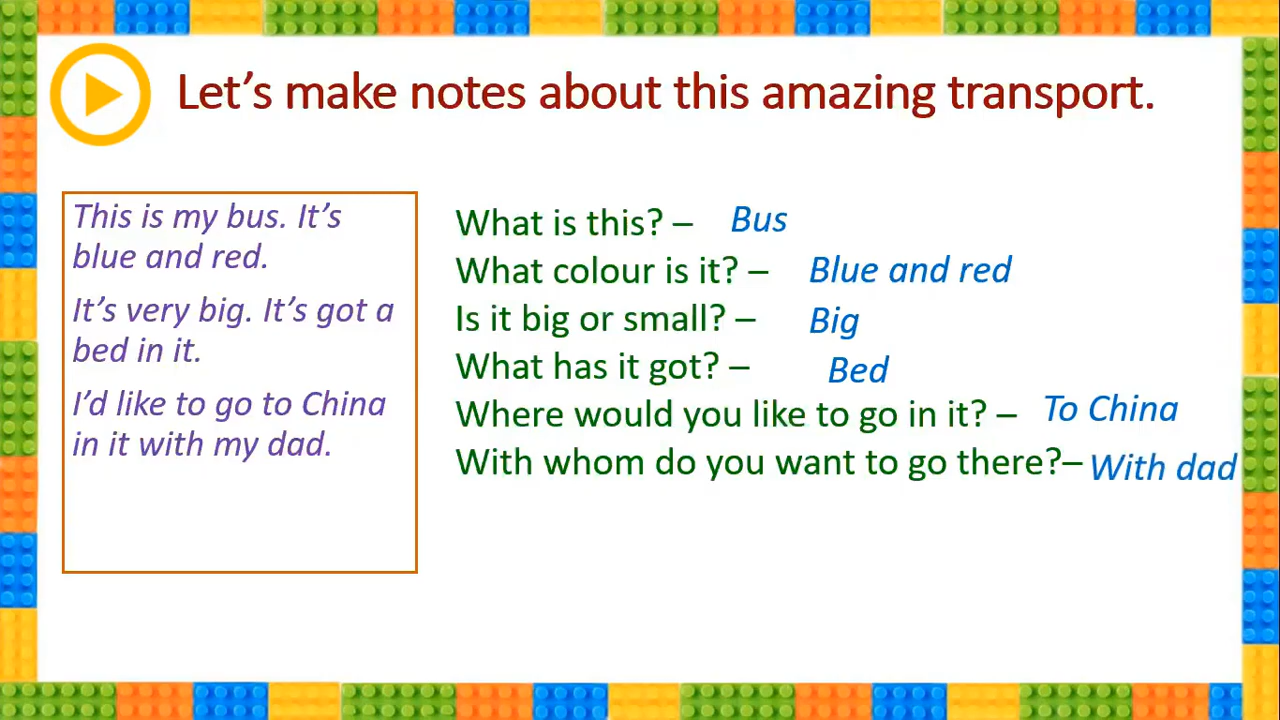 Let's make notes about this amazing transport.
This is my bus. It's
blue and red.
It's very big. It's got a
bed in it.
I'd like to go to China
in it with my dad.
What is this? – Bus
What colour is it? – Blue and red
Is it big or small? – Big
What has it got? – Bed
Where would you like to go in it? – To China
With whom do you want to go there?– With dad